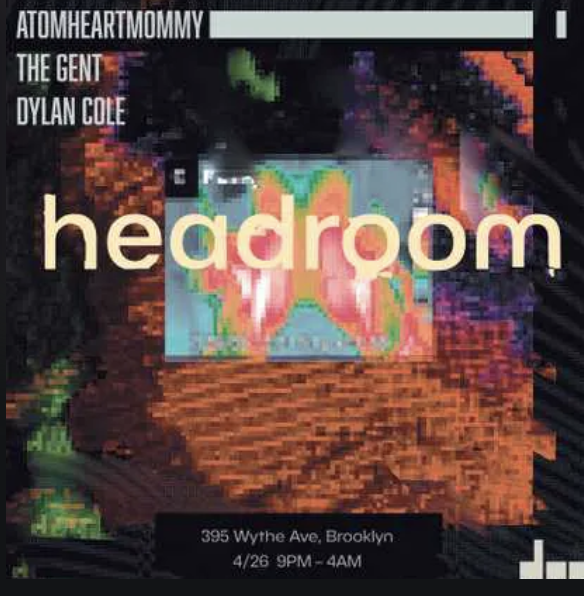 ATOMHEARTMOMMY
THE GENT
DYLAN COLE
headroom
395 Wythe Ave, Brooklyn
4/26 9PM – 4AM